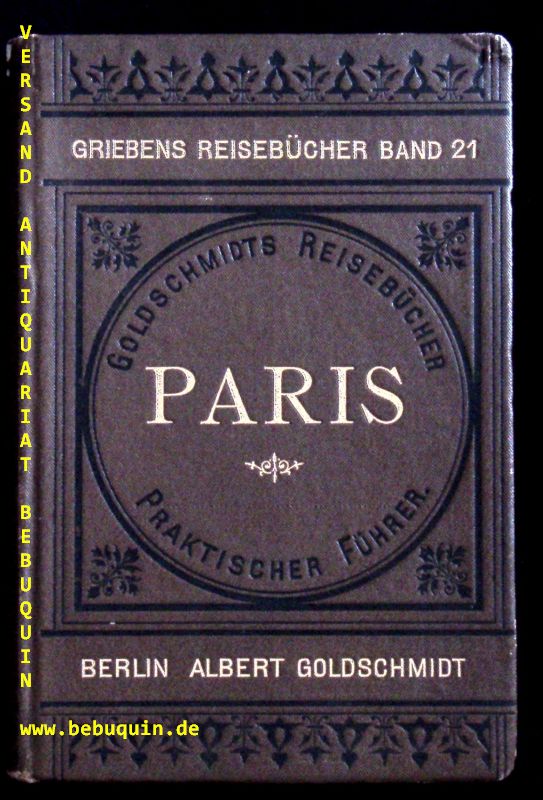 GRIEBENS REISEBÜCHER BAND 21
GOLDSCHMIDTS REISEBÜCHER
PARIS
PRAKTISCHER FÜHRER.
BERLIN ALBERT GOLDSCHMIDT
VERSAND ANTIQUARIAT BEBUQUIN
www.bebuquin.de